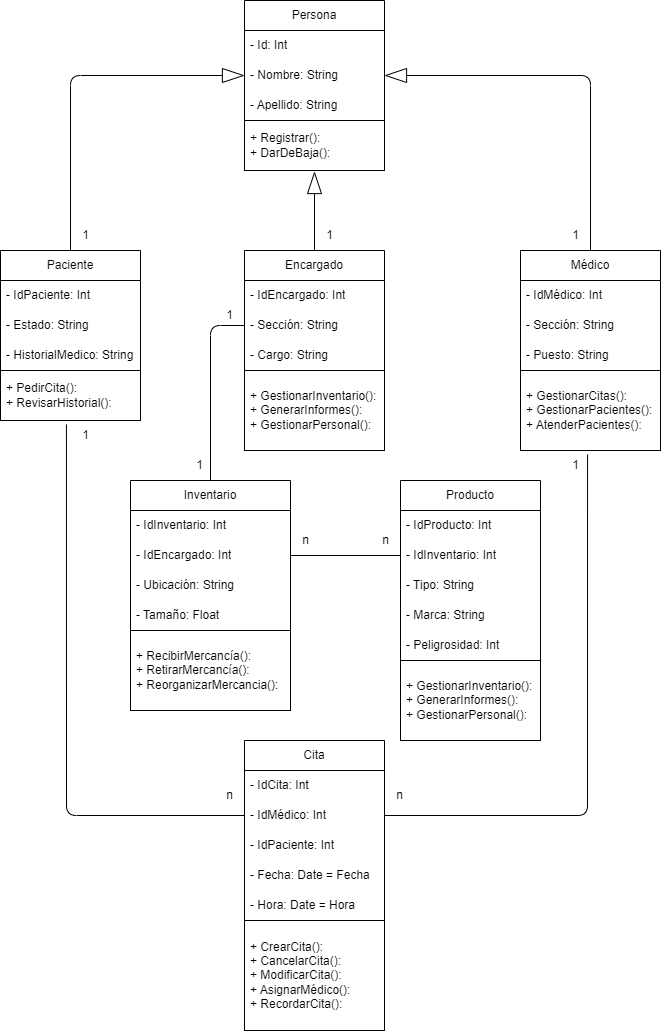 Persona
- Id: Int
- Nombre: String
- Apellido: String
+ Registrar():
+ DarDeBaja():
1
1
1
Paciente
- IdPaciente: Int
- Estado: String
- HistorialMedico: String
+ PedirCita():
+ RevisarHistorial():
Encargado
- IdEncargado: Int
- Sección: String
- Cargo: String
+ GestionarInventario():
+ GenerarInformes():
+ GestionarPersonal():
Médico
- IdMédico: Int
- Sección: String
- Puesto: String
+ GestionarCitas():
+ GestionarPacientes():
+ AtenderPacientes():
1
1
1
1
Inventario
- IdInventario: Int
- IdEncargado: Int
- Ubicación: String
- Tamaño: Float
+ RecibirMercancía():
+ RetirarMercancía():
+ ReorganizarMercancia():
n
n
Producto
- IdProducto: Int
- IdInventario: Int
- Tipo: String
- Marca: String
- Peligrosidad: Int
+ GestionarInventario():
+ GenerarInformes():
+ GestionarPersonal():
n
n
Cita
- IdCita: Int
- IdMédico: Int
- IdPaciente: Int
- Fecha: Date = Fecha
- Hora: Date = Hora
+ CrearCita():
+ CancelarCita():
+ ModificarCita():
+ AsignarMédico():
+ RecordarCita():